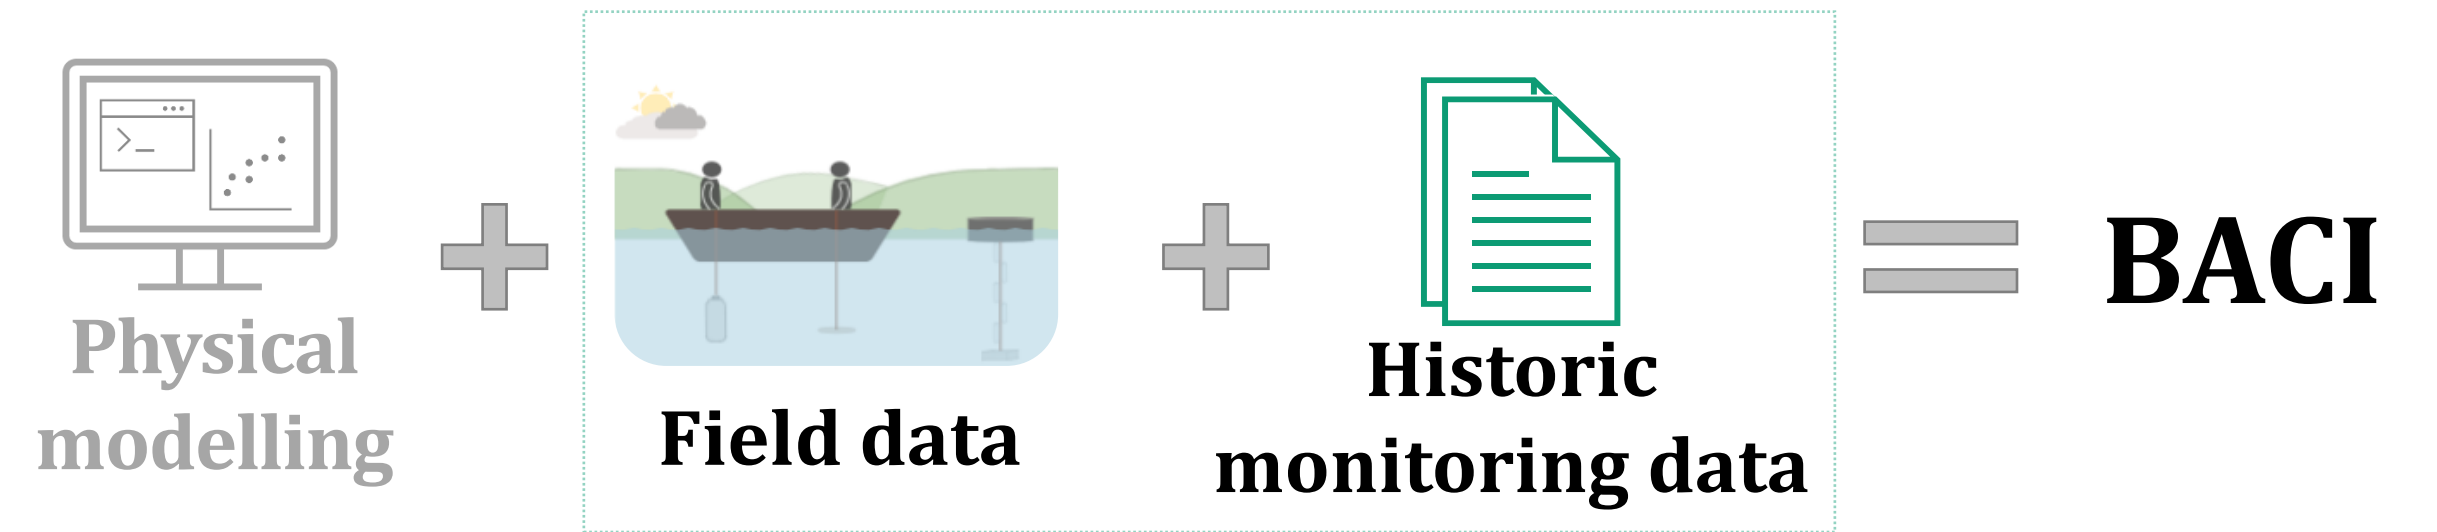 Physical
modelling
Field data
Historic
monitoring data
BACI